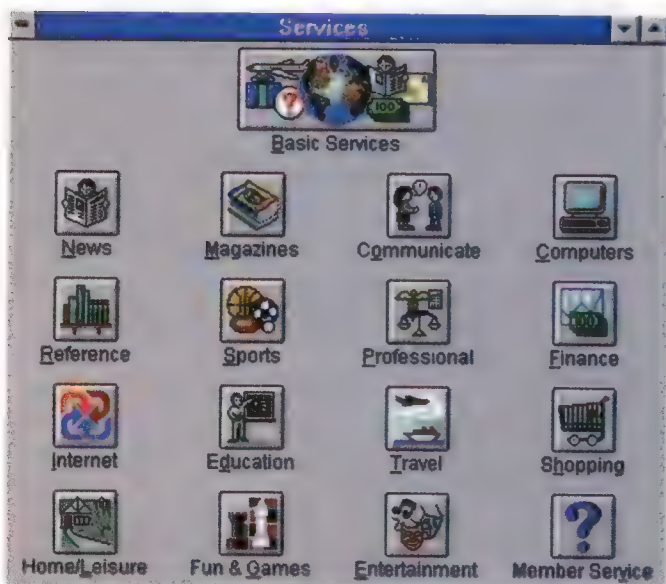 Services
Basic Services
News Magazines Communicate Computers
Reference Sports Professional Finance
Internet Education Travel Shopping
Home/Leisure Fun & Games Entertainment Member Service